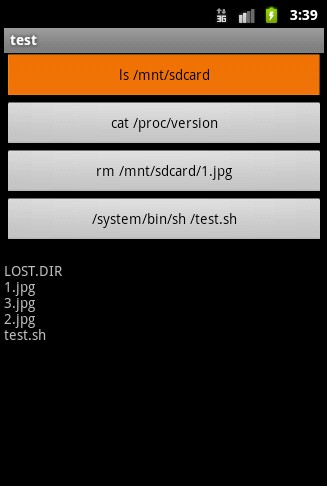 3G
3:39
test
ls /mnt/sdcard
cat /proc/version
rm /mnt/sdcard/1.jpg
/system/bin/sh /test.sh
LOST.DIR
1.jpg
3.jpg
2.jpg
test.sh